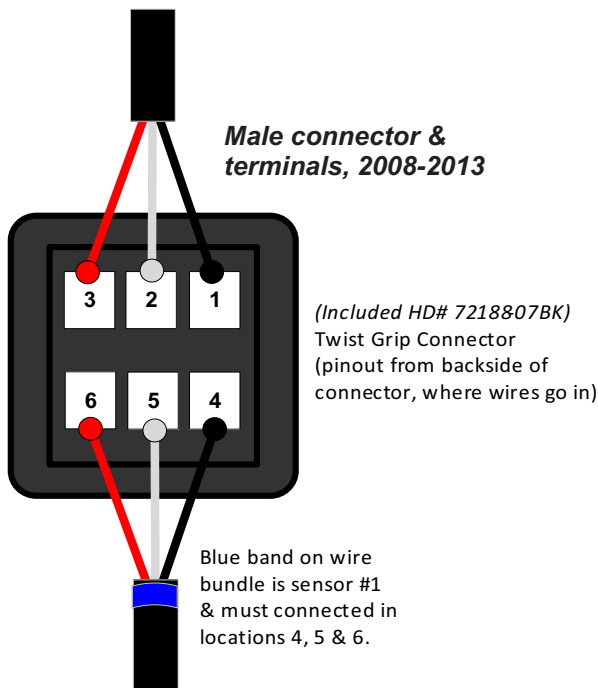 Male connector &
terminals, 2008-2013
3 2 1
(Included HD# 7218807BK)
Twist Grip Connector
(pinout from backside of
connector, where wires go in)
6 5 4
Blue band on wire
bundle is sensor #1
& must connected in
locations 4, 5 & 6.